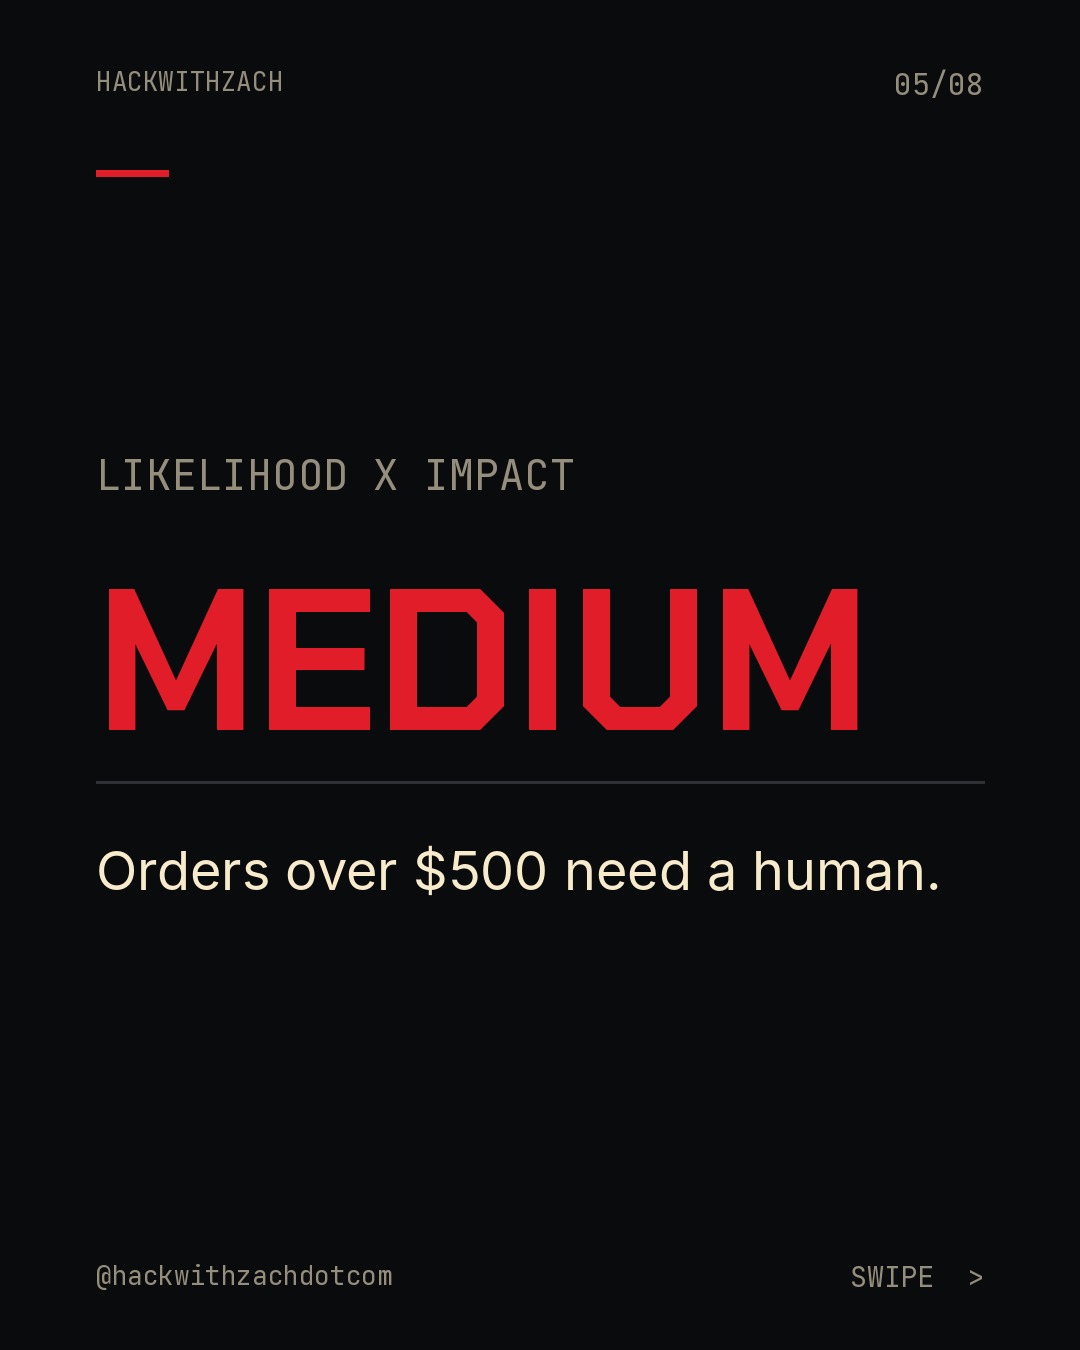 HACKWITHZACH
05/08
LIKELIHOOD X IMPACT
MEDIUM
Orders over $500 need a human.
@hackwithzachdotcom
SWIPE >